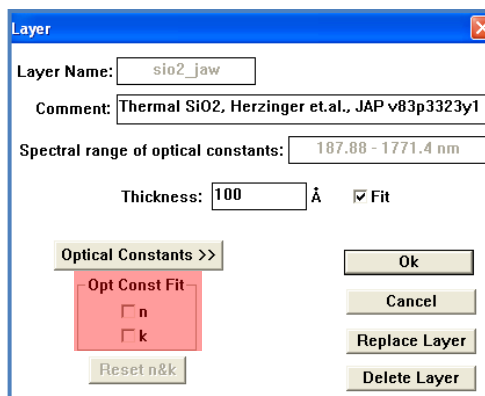 Layer
Layer Name: sio2_jaw
Comment: Thermal SiO2, Herzinger et.al., JAP v83p3323y1
Spectral range of optical constants: 187.88 - 1771.4 nm
Thickness: 100 Å Fit
Optical Constants >>
Ok
Opt Const Fit
n
Cancel
k
Replace Layer
Reset n&k
Delete Layer